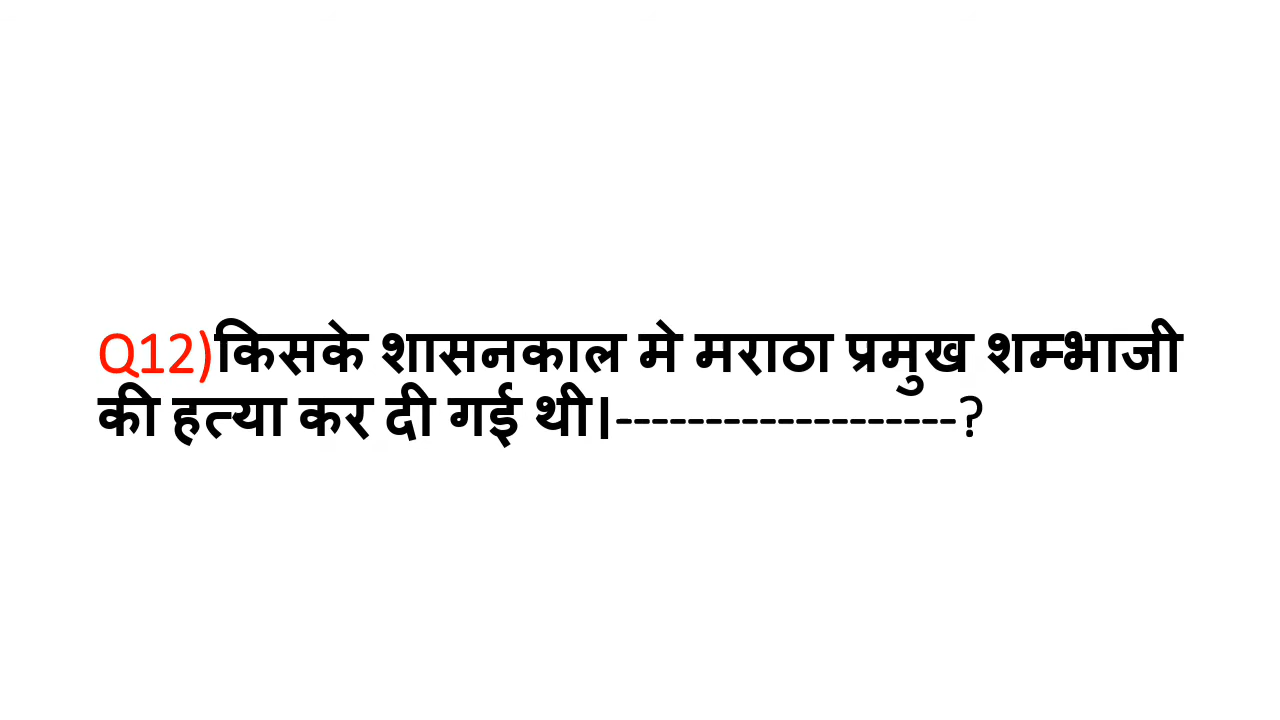 Q12)किसके शासनकाल मे मराठा प्रमुख शम्भाजी
की हत्या कर दी गई थी।-------------------?